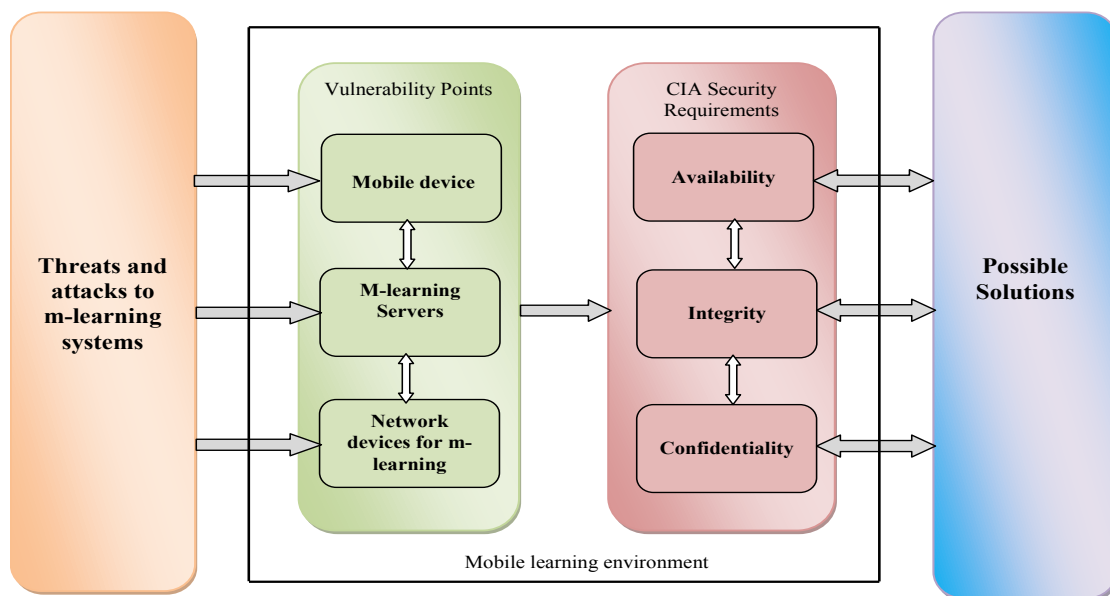 Threats and
attacks to
m-learning
systems
Vulnerability Points
Mobile device
M-learning
Servers
Network
devices for m-
learning
CIA Security
Requirements
Availability
Integrity
Confidentiality
Possible
Solutions
Mobile learning environment